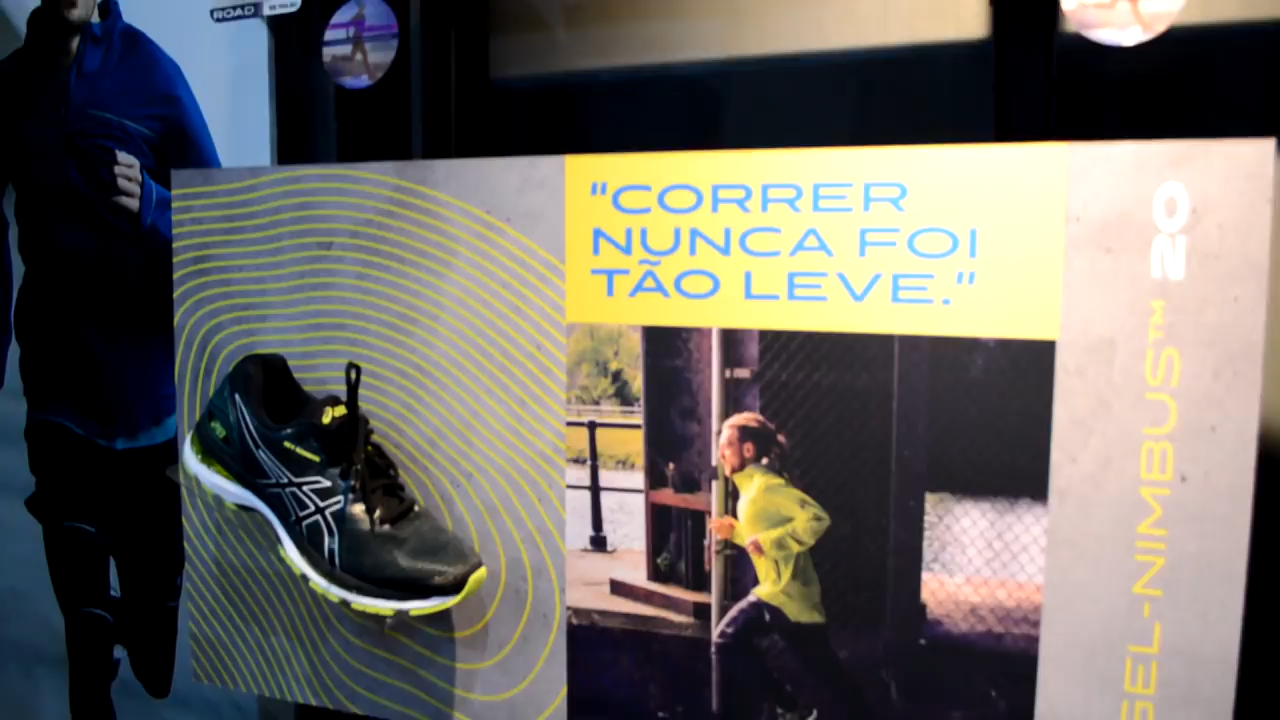 ROAD
"CORRER
NUNCA FOI
TÃO LEVE."
GEL-NIMBUS™ 20